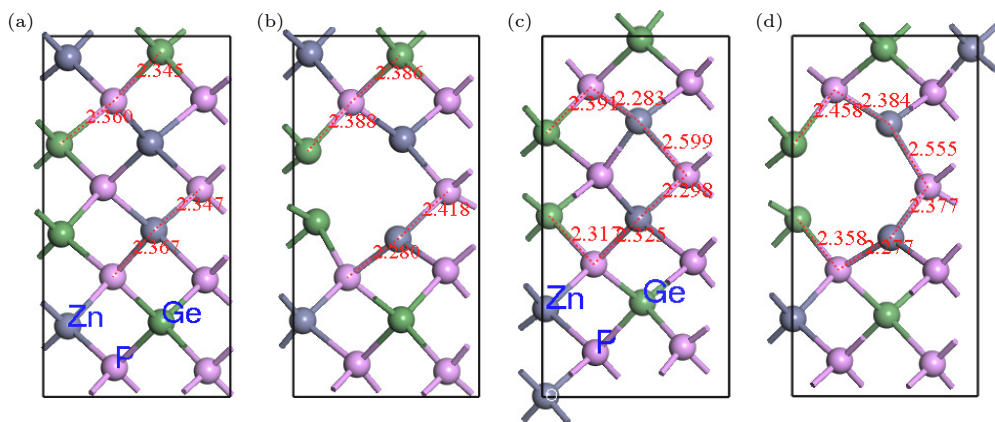 (a)
2.345
2.360
2.347
2.367
Zn
Ge
P
(b)
2.386
2.388
2.418
2.280
(c)
2.391
2.283
2.599
2.298
2.317
2.325
Zn
Ge
P
(d)
2.458
2.384
2.555
2.377
2.358
2.277